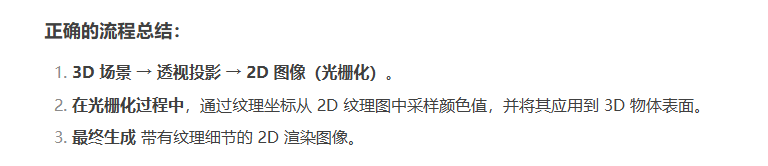 正确的流程总结：
1. 3D 场景 → 透视投影 → 2D 图像（光栅化）。
2. 在光栅化过程中，通过纹理坐标从 2D 纹理图中采样颜色值，并将其应用到 3D 物体表面。
3. 最终生成 带有纹理细节的 2D 渲染图像。